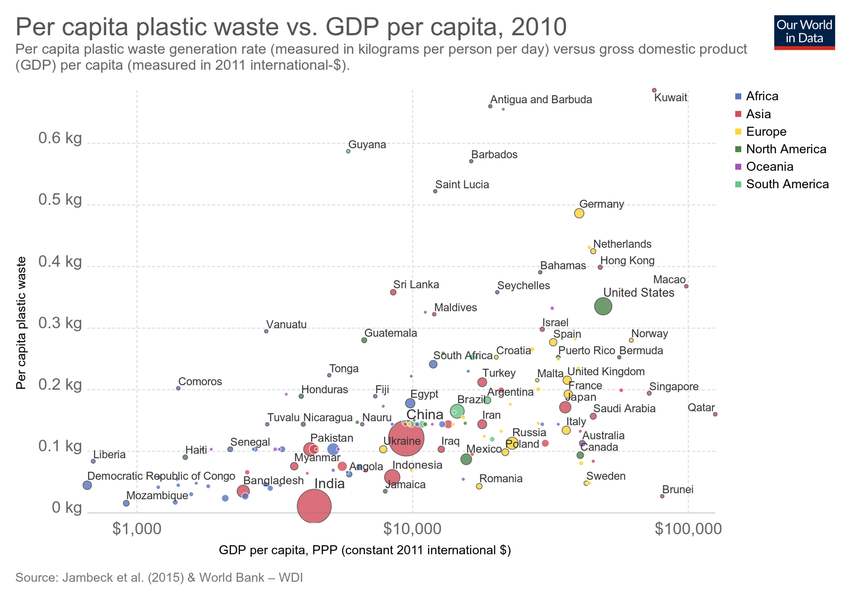 Per capita plastic waste vs. GDP per capita, 2010
Our World
in Data
Per capita plastic waste generation rate (measured in kilograms per person per day) versus gross domestic product
(GDP) per capita (measured in 2011 international-$).
Antigua and Barbuda
Kuwait
Africa
Asia
Europe
North America
Oceania
South America
0.6 kg
Guyana
Barbados
Saint Lucia
0.5 kg
Germany
Netherlands
0.4 kg
Bahamas
Hong Kong
Macao
Sri Lanka
Seychelles
United States
Maldives
0.3 kg
Vanuatu
Guatemala
Israel
Spain
Norway
South Africa
Croatia
Puerto Rico
Bermuda
Tonga
Comoros
0.2 kg
Honduras
Fiji
Egypt
Turkey
Malta
United Kingdom
France
Singapore
Argentina
Brazil
Japan
Tuvalu
Nicaragua
Nauru
China
Iran
Saudi Arabia
Qatar
Italy
0.1 kg
Liberia
Haiti
Senegal
Pakistan
Ukraine
Iraq
Russia
Poland
Australia
Canada
Mexico
Myanmar
Angola
Indonesia
Democratic Republic of Congo
Bangladesh
India
Jamaica
Romania
Sweden
Mozambique
Brunei
0 kg
$1,000
$10,000
$100,000
Per capita plastic waste
GDP per capita, PPP (constant 2011 international $)
Source: Jambeck et al. (2015) & World Bank – WDI